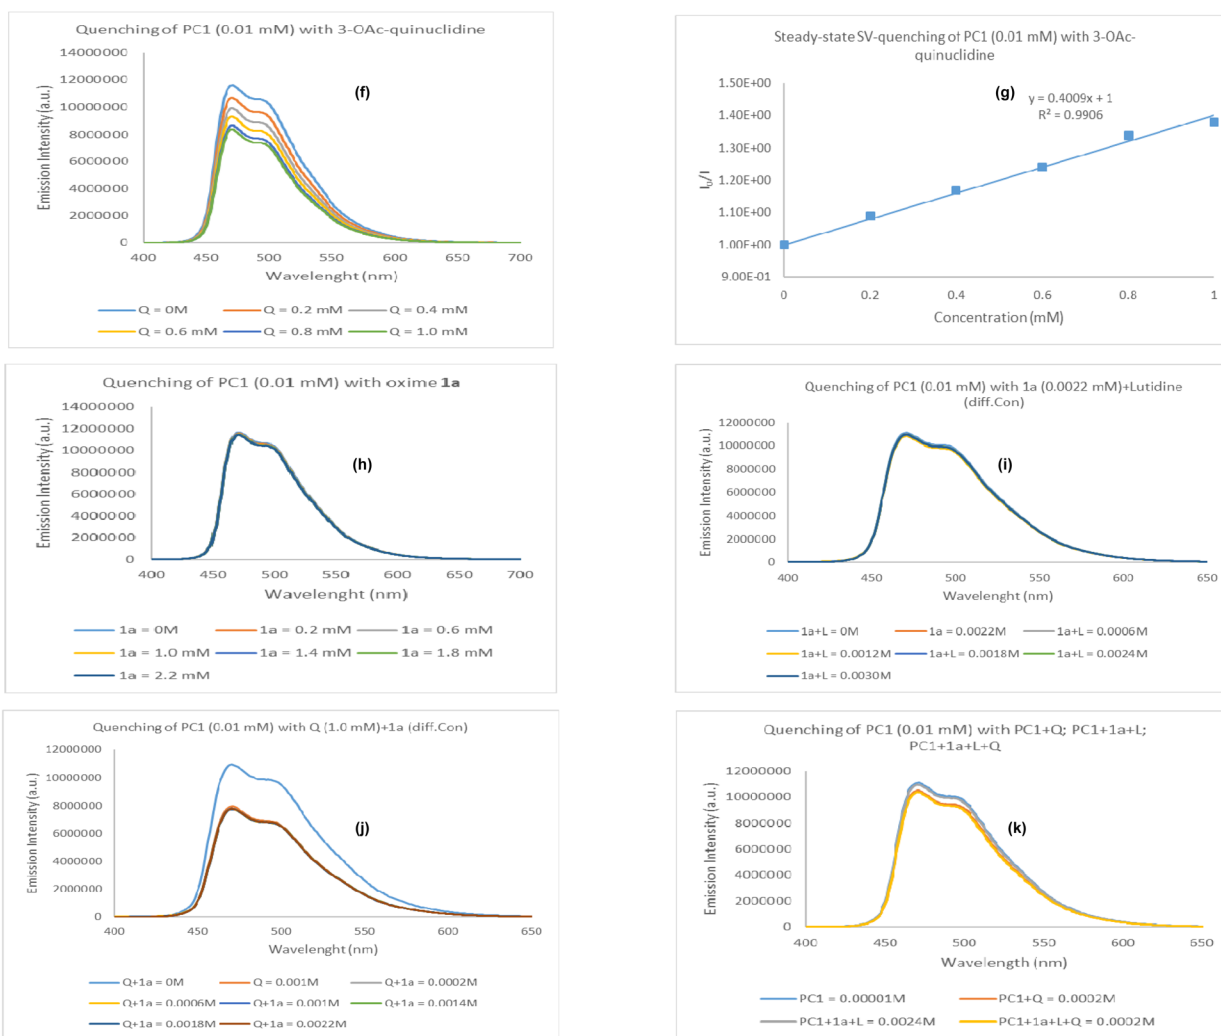 Quenching of PC1 (0.01 mM) with 3-OAc-quinuclidine
14000000
12000000
10000000
8000000
6000000
4000000
2000000
0
Emission Intensity (a.u.)
(f)
400
450
500
550
600
650
700
Wavelenght (nm)
Q = 0M
Q = 0.2 mM
Q = 0.4 mM
Q = 0.6 mM
Q = 0.8 mM
Q = 1.0 mM
Steady-state SV-quenching of PC1 (0.01 mM) with 3-OAc-
quinuclidine
1.50E+00
1.40E+00
1.30E+00
1.20E+00
1.10E+00
1.00E+00
9.00E-01
I₀/I
(g)
y = 0.4009x + 1
R² = 0.9906
0
0.2
0.4
0.6
0.8
1
Concentration (mM)
Quenching of PC1 (0.01 mM) with oxime 1a
14000000
12000000
10000000
8000000
6000000
4000000
2000000
0
Emission Intensity (a.u.)
(h)
400
450
500
550
600
650
700
Wavelenght (nm)
1a = 0M
1a = 0.2 mM
1a = 0.6 mM
1a = 1.0 mM
1a = 1.4 mM
1a = 1.8 mM
1a = 2.2 mM
Quenching of PC1 (0.01 mM) with 1a (0.0022 mM)+Lutidine
(diff.Con)
12000000
10000000
8000000
6000000
4000000
2000000
0
Emission Intensity (a.u.)
(i)
400
450
500
550
600
650
Wavelenght (nm)
1a+L = 0M
1a = 0.0022M
1a+L = 0.0006M
1a+L = 0.0012M
1a+L = 0.0018M
1a+L = 0.0024M
1a+L = 0.0030M
Quenching of PC1 (0.01 mM) with Q (1.0 mM)+1a (diff.Con)
12000000
10000000
8000000
6000000
4000000
2000000
0
Emission Intensity (a.u.)
(j)
400
450
500
550
600
650
Wavelenght (nm)
Q+1a = 0M
Q = 0.001M
Q+1a = 0.0002M
Q+1a = 0.0006M
Q+1a = 0.001M
Q+1a = 0.0014M
Q+1a = 0.0018M
Q+1a = 0.0022M
Quenching of PC1 (0.01 mM) with PC1+Q; PC1+1a+L;
PC1+1a+L+Q
12000000
10000000
8000000
6000000
4000000
2000000
0
Emission Intensity (a.u.)
(k)
400
450
500
550
600
650
Wavelength (nm)
PC1 = 0.00001M
PC1+Q = 0.0002M
PC1+1a+L = 0.0024M
PC1+1a+L+Q = 0.0002M